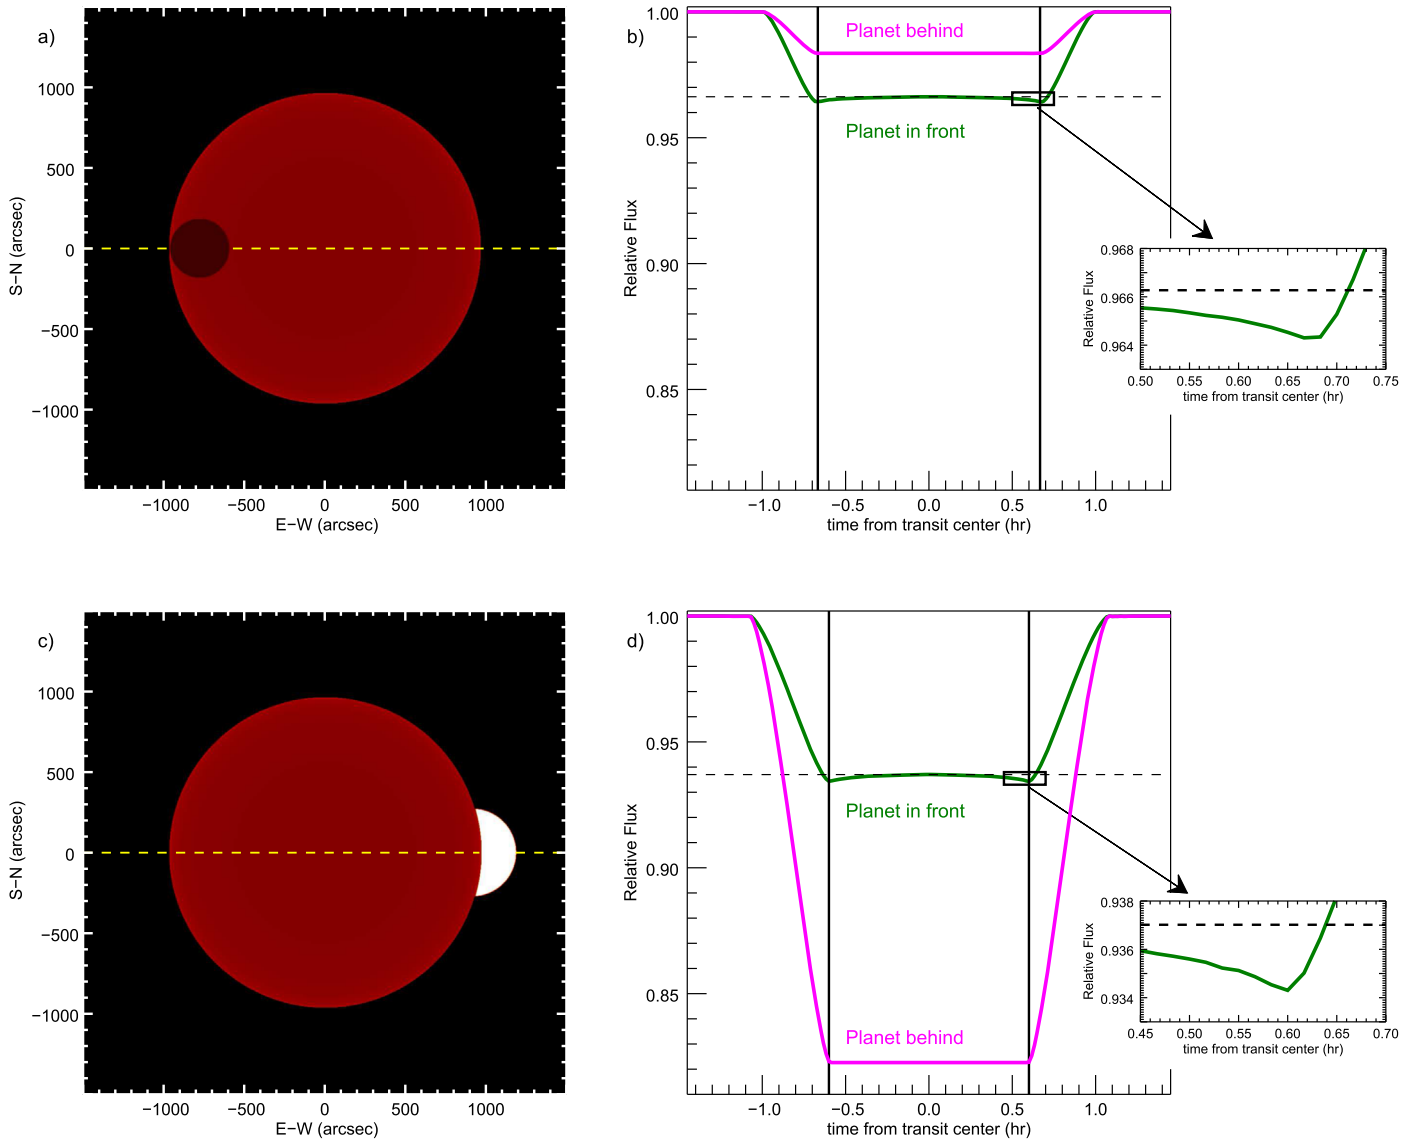 a)
1000
500
0
−500
−1000
S−N (arcsec)
−1000 −500 0 500 1000
E−W (arcsec)
b)
Planet behind
Planet in front
1.00
0.95
0.90
0.85
Relative Flux
−1.0 −0.5 0.0 0.5 1.0
time from transit center (hr)
0.968
0.966
0.964
Relative Flux
0.50 0.55 0.60 0.65 0.70 0.75
time from transit center (hr)
c)
1000
500
0
−500
−1000
S−N (arcsec)
−1000 −500 0 500 1000
E−W (arcsec)
d)
1.00
0.95
0.90
0.85
Relative Flux
Planet in front
Planet behind
−1.0 −0.5 0.0 0.5 1.0
time from transit center (hr)
0.938
0.936
0.934
Relative Flux
0.45 0.50 0.55 0.60 0.65 0.70
time from transit center (hr)